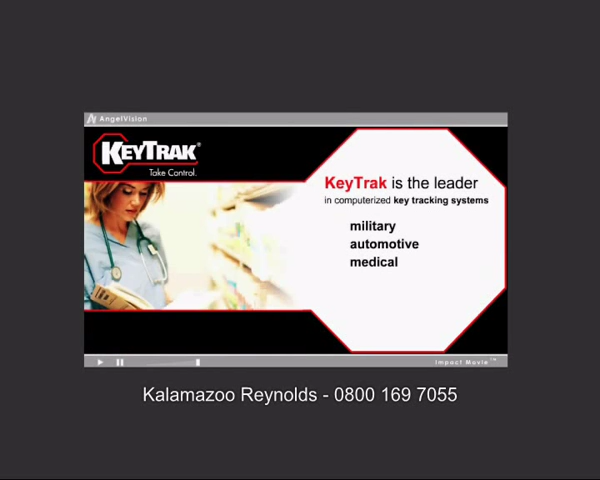 AngelVision
KEYTRAK®
Take Control.
KeyTrak is the leader
in computerized key tracking systems
military
automotive
medical
Impact Movie™
Kalamazoo Reynolds - 0800 169 7055